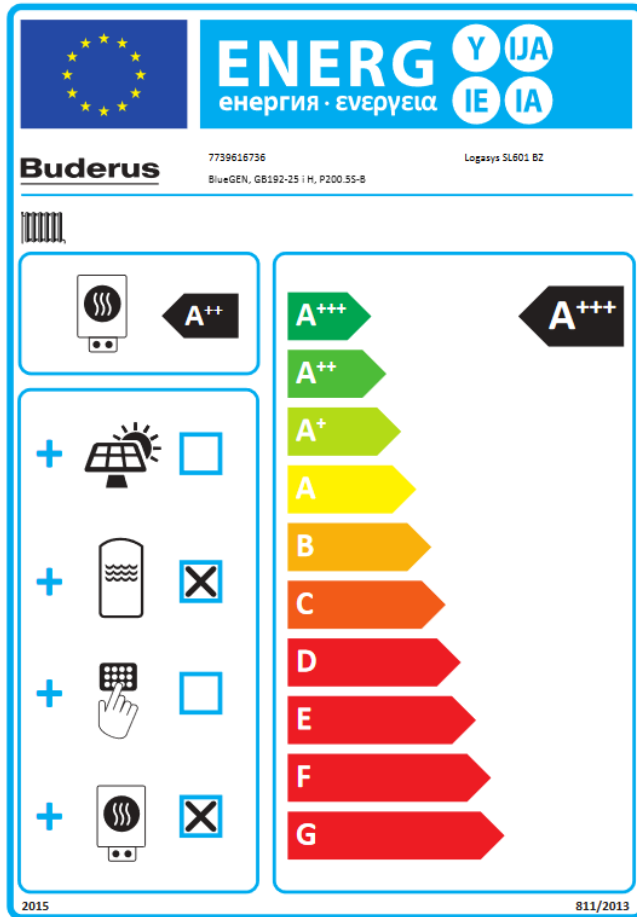 ENERG Y IJA
енергия · ενεργεια IE IA
Buderus
7739616736 Logasys SL601 BZ
BlueGEN, GB192-25 i H, P200.5S-B
A++
A+++
A+++
A++
A+
A
B
C
D
E
F
G
2015 811/2013